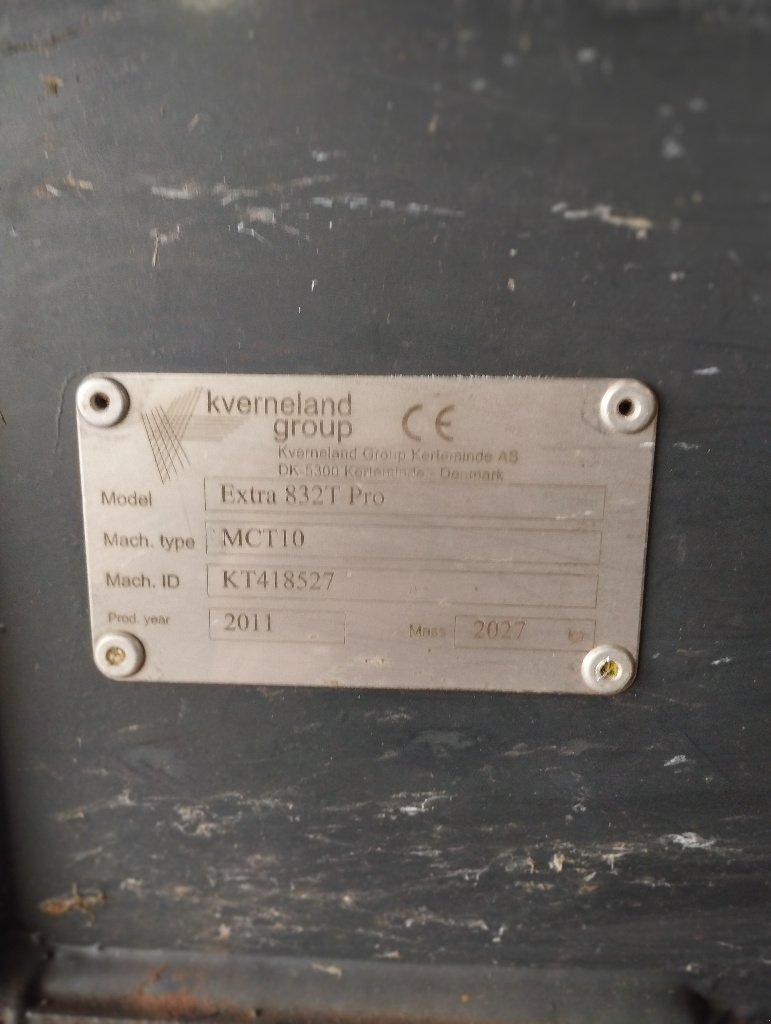 kverneland
group
CE
Kverneland Group Kerteminde AS
DK-5300 Kerteminde - Denmark
Model Extra 832T Pro
Mach. type MCT10
Mach. ID KT418527
Prod. year 2011 Mass 2027 kg